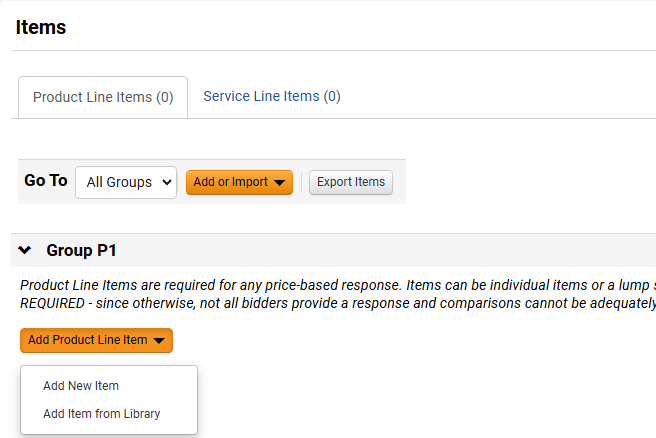 Items
Product Line Items (0) Service Line Items (0)
Go To All Groups Add or Import Export Items
Group P1
Product Line Items are required for any price-based response. Items can be individual items or a lump
REQUIRED - since otherwise, not all bidders provide a response and comparisons cannot be adequately
Add Product Line Item
Add New Item
Add Item from Library